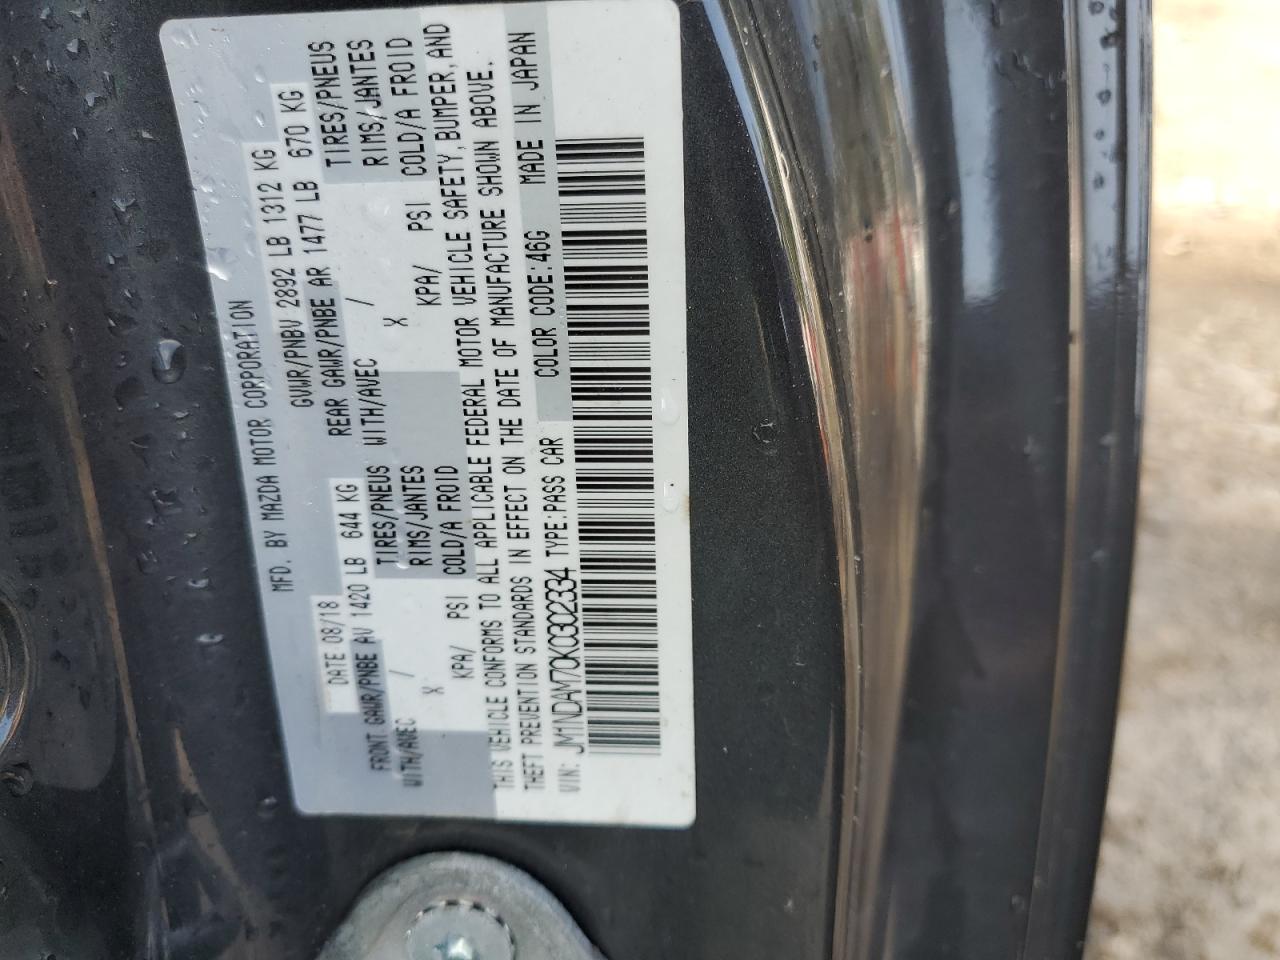 MFD. BY MAZDA MOTOR CORPORATION
DATE 08/18 GVWR/PNBV 2892 LB 1312 KG
FRONT GAWR/PNBE AV 1420 LB 644 KG REAR GAWR/PNBE AR 1477 LB 670 KG
WITH/AVEC / TIRES/PNEUS WITH/AVEC / TIRES/PNEUS
X RIMS/JANTES X RIMS/JANTES
KPA/ PSI COLD/A FROID KPA/ PSI COLD/A FROID
THIS VEHICLE CONFORMS TO ALL APPLICABLE FEDERAL MOTOR VEHICLE SAFETY, BUMPER, AND
THEFT PREVENTION STANDARDS IN EFFECT ON THE DATE OF MANUFACTURE SHOWN ABOVE.
VIN: JM1NDAM70K0302334 TYPE:PASS CAR COLOR CODE:46G MADE IN JAPAN